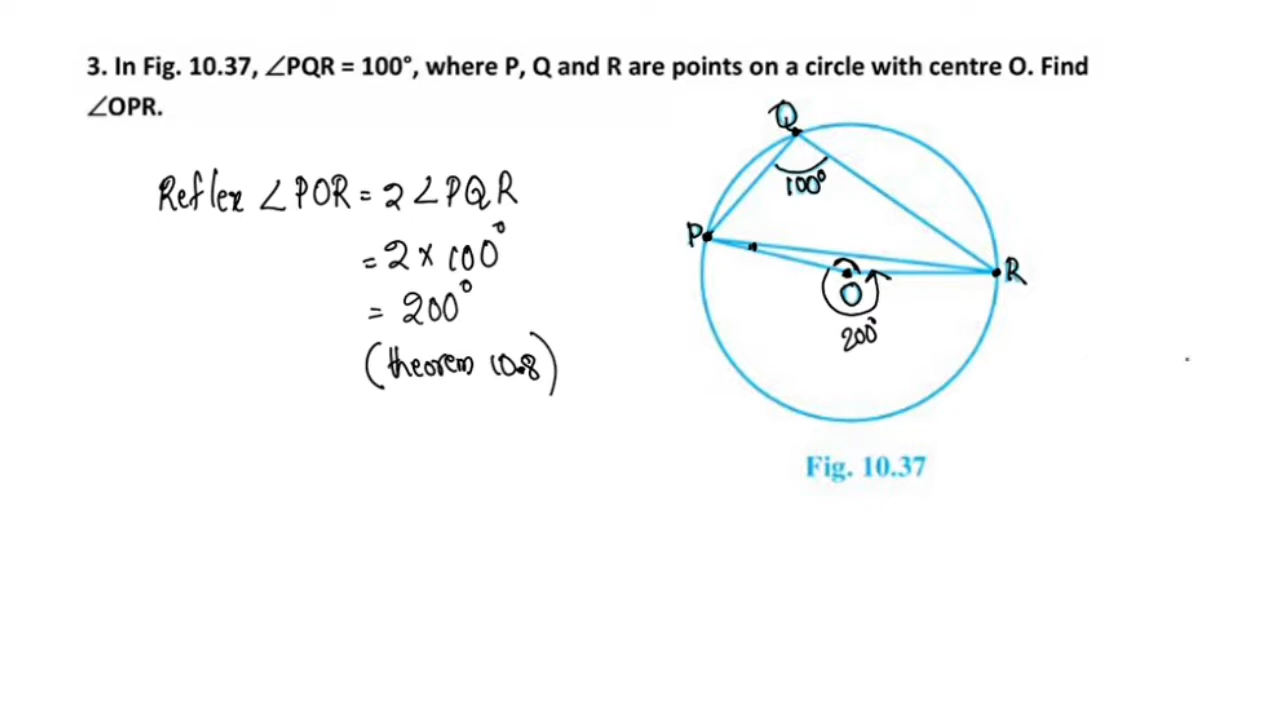 3. In Fig. 10.37, ∠PQR = 100°, where P, Q and R are points on a circle with centre O. Find
∠OPR.
Reflex ∠POR = 2 ∠PQR
= 2 × 100°
= 200°
(theorem 10.8)
Q
100°
P
R
O
200°
Fig. 10.37